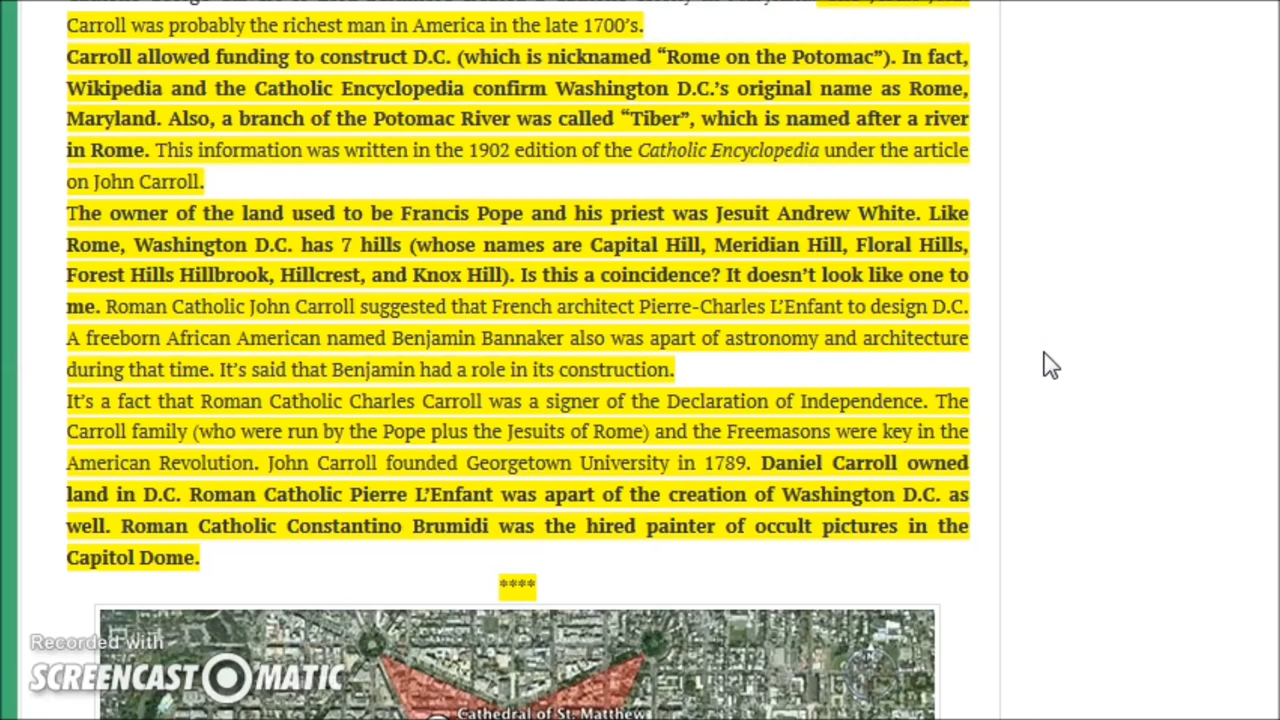 Carroll was probably the richest man in America in the late 1700’s.
Carroll allowed funding to construct D.C. (which is nicknamed “Rome on the Potomac”). In fact,
Wikipedia and the Catholic Encyclopedia confirm Washington D.C.’s original name as Rome,
Maryland. Also, a branch of the Potomac River was called “Tiber”, which is named after a river
in Rome. This information was written in the 1902 edition of the Catholic Encyclopedia under the article
on John Carroll.
The owner of the land used to be Francis Pope and his priest was Jesuit Andrew White. Like
Rome, Washington D.C. has 7 hills (whose names are Capital Hill, Meridian Hill, Floral Hills,
Forest Hills Hillbrook, Hillcrest, and Knox Hill). Is this a coincidence? It doesn’t look like one to
me. Roman Catholic John Carroll suggested that French architect Pierre-Charles L’Enfant to design D.C.
A freeborn African American named Benjamin Bannaker also was apart of astronomy and architecture
during that time. It’s said that Benjamin had a role in its construction.
It’s a fact that Roman Catholic Charles Carroll was a signer of the Declaration of Independence. The
Carroll family (who were run by the Pope plus the Jesuits of Rome) and the Freemasons were key in the
American Revolution. John Carroll founded Georgetown University in 1789. Daniel Carroll owned
land in D.C. Roman Catholic Pierre L’Enfant was apart of the creation of Washington D.C. as
well. Roman Catholic Constantino Brumidi was the hired painter of occult pictures in the
Capitol Dome.
****
Recorded with
SCREENCAST-O-MATIC
Cathedral of St. Matthew